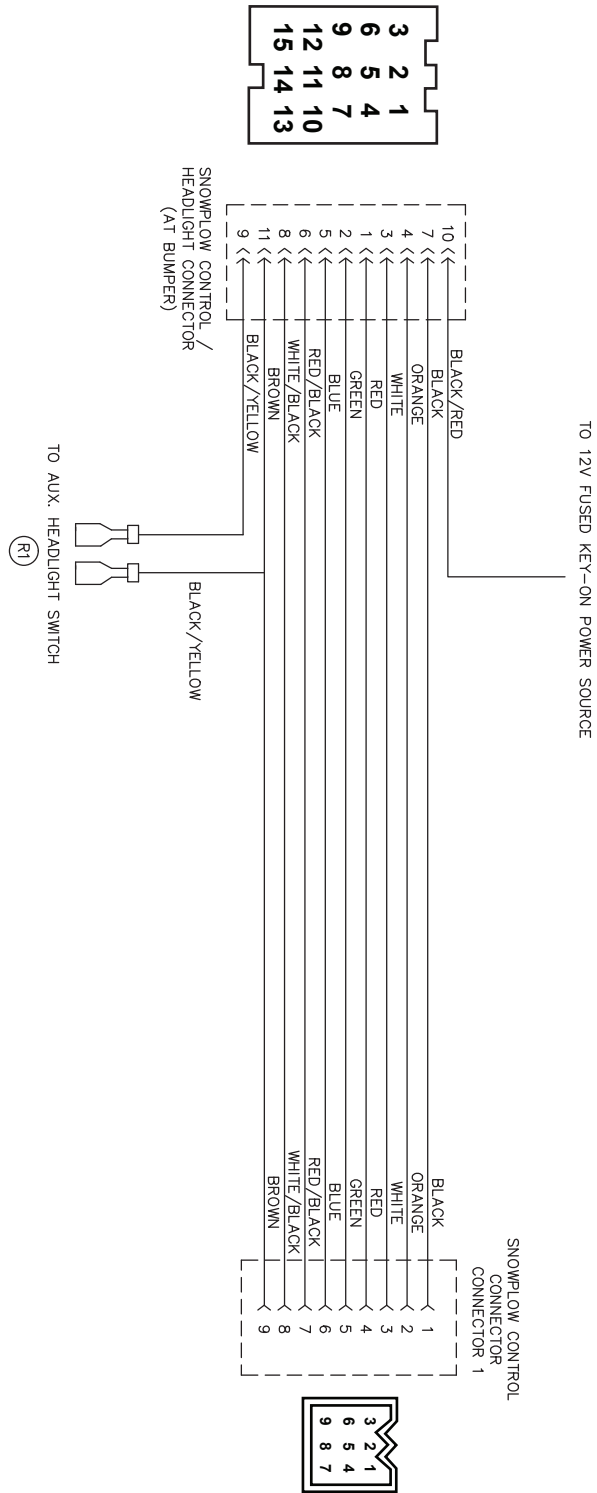 TO 12V FUSED KEY-ON POWER SOURCE
3 2 1
6 5 4
9 8 7
12 11 10
15 14 13
10 BLACK/RED
7 BLACK
4 ORANGE
3 WHITE
1 RED
2 GREEN
5 BLUE
6 RED/BLACK
8 WHITE/BLACK
11 BROWN
9 BLACK/YELLOW
SNOWPLOW CONTROL /
HEADLIGHT CONNECTOR
(AT BUMPER)
BLACK/YELLOW
TO AUX. HEADLIGHT SWITCH
R1
SNOWPLOW CONTROL
CONNECTOR
CONNECTOR 1
BLACK 1
ORANGE 2
WHITE 3
RED 4
GREEN 5
BLUE 6
RED/BLACK 7
WHITE/BLACK 8
BROWN 9
3 2 1
6 5 4
9 8 7